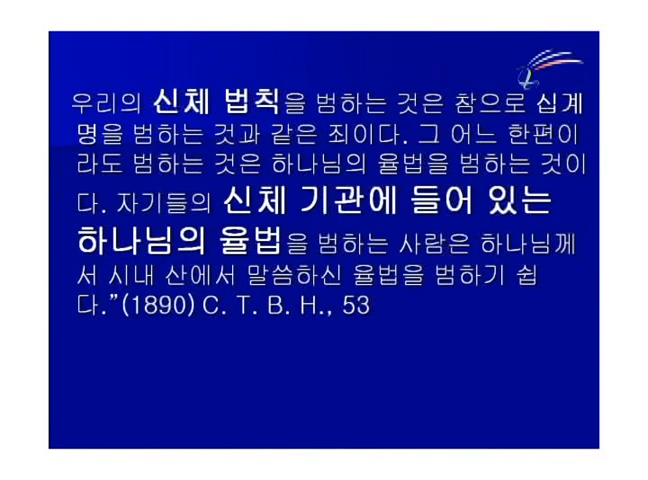 우리의 신체 법칙을 범하는 것은 참으로 십계
명을 범하는 것과 같은 죄이다. 그 어느 한편이
라도 범하는 것은 하나님의 율법을 범하는 것이
다. 자기들의 신체 기관에 들어 있는
하나님의 율법을 범하는 사람은 하나님께
서 시내 산에서 말씀하신 율법을 범하기 쉽
다.”(1890) C. T. B. H., 53